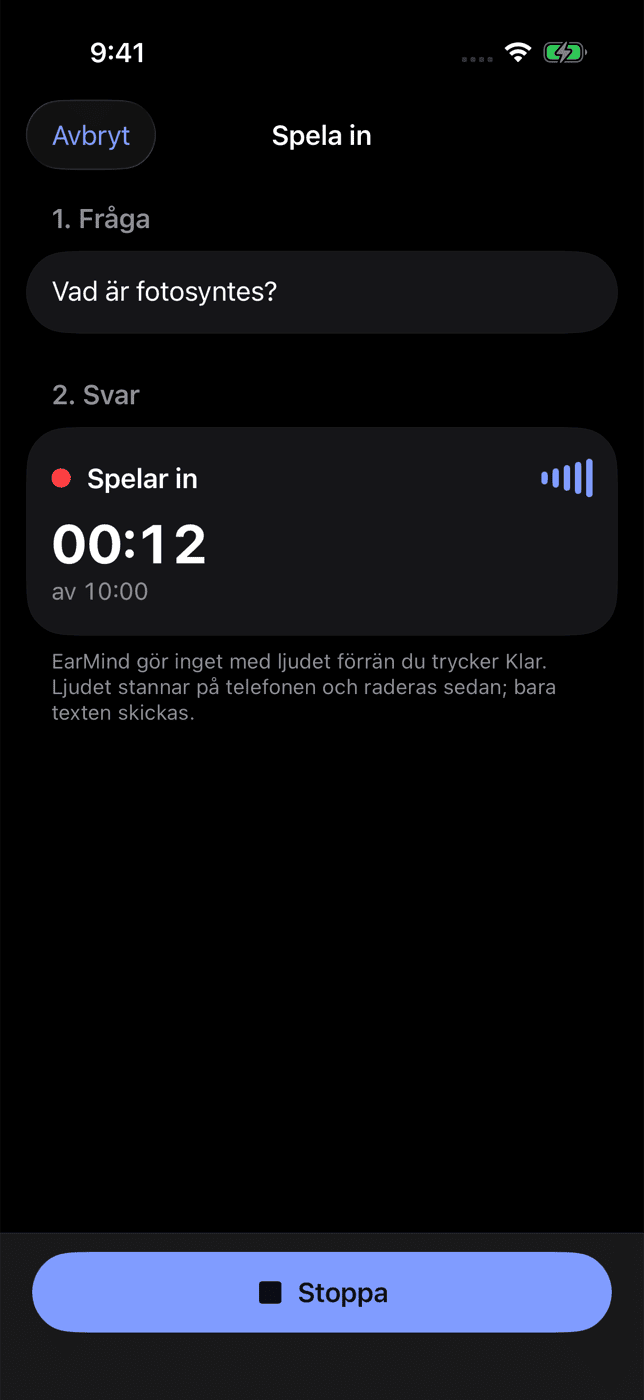 9:41
Avbryt
Spela in
1. Fråga
Vad är fotosyntes?
2. Svar
Spelar in
00:12
av 10:00
EarMind gör inget med ljudet förrän du trycker Klar.
Ljudet stannar på telefonen och raderas sedan; bara
texten skickas.
Stoppa